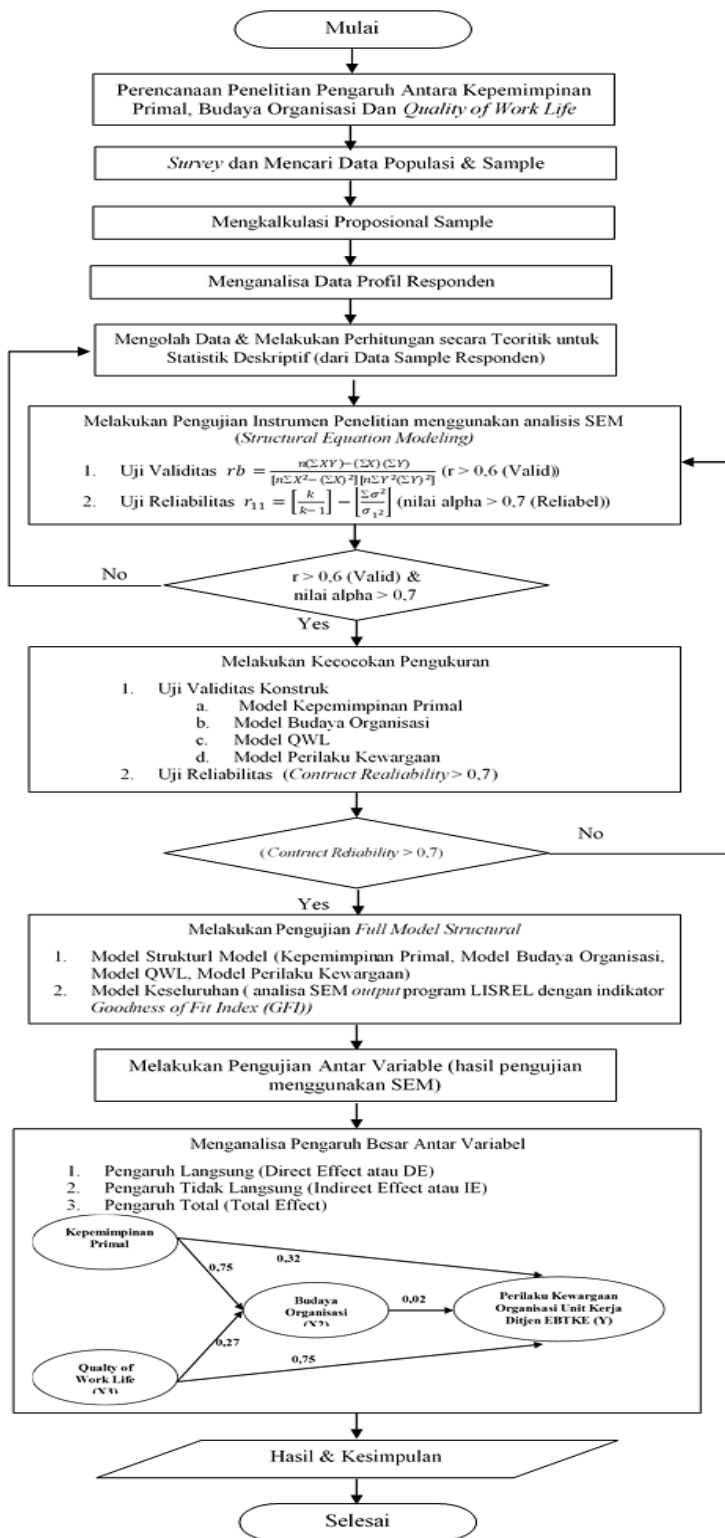 Mulai
Perencanaan Penelitian Pengaruh Antara Kepemimpinan
Primal, Budaya Organisasi Dan Quality of Work Life
Survey dan Mencari Data Populasi & Sample
Mengkalkulasi Proposional Sample
Menganalisa Data Profil Responden
Mengolah Data & Melakukan Perhitungan secara Teoritik untuk
Statistik Deskriptif (dari Data Sample Responden)
Melakukan Pengujian Instrumen Penelitian menggunakan analisis SEM
(Structural Equation Modeling)
1. Uji Validitas rb = n(ΣXY)−(ΣX)(ΣY) / [nΣX²−(ΣX)²][nΣY²(ΣY)²] (r > 0,6 (Valid))
2. Uji Reliabilitas r₁₁ = [k / k−1] − [Σσ² / σ₁²] (nilai alpha > 0,7 (Reliabel))
No
r > 0,6 (Valid) &
nilai alpha > 0,7
Yes
Melakukan Kecocokan Pengukuran
1. Uji Validitas Konstruk
a. Model Kepemimpinan Primal
b. Model Budaya Organisasi
c. Model QWL
d. Model Perilaku Kewargaan
2. Uji Reliabilitas (Contruct Realiability > 0,7)
No
(Contruct Reliability > 0,7)
Yes
Melakukan Pengujian Full Model Structural
1. Model Strukturl Model (Kepemimpinan Primal, Model Budaya Organisasi,
Model QWL, Model Perilaku Kewargaan)
2. Model Keseluruhan ( analisa SEM output program LISREL dengan indikator
Goodness of Fit Index (GFI))
Melakukan Pengujian Antar Variable (hasil pengujian
menggunakan SEM)
Menganalisa Pengaruh Besar Antar Variabel
1. Pengaruh Langsung (Direct Effect atau DE)
2. Pengaruh Tidak Langsung (Indirect Effect atau IE)
3. Pengaruh Total (Total Effect)
Kepemimpinan
Primal
0,75
0,32
Budaya
Organisasi
(X2)
0,02
Perilaku Kewargaan
Organisasi Unit Kerja
Ditjen EBTKE (Y)
0,27
Qualty of
Work Life
(X3)
0,75
Hasil & Kesimpulan
Selesai